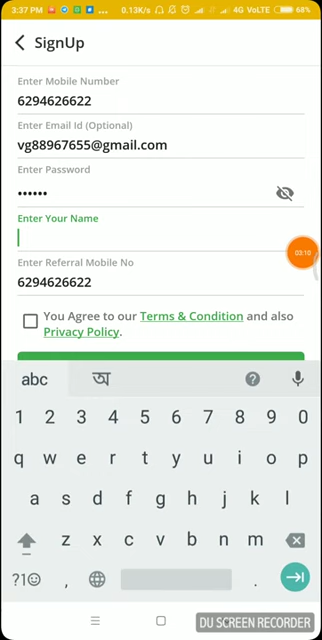 3:37 PM ... 0.13K/s 4G VoLTE 68%
SignUp
Enter Mobile Number
6294626622
Enter Email Id (Optional)
vg88967655@gmail.com
Enter Password
••••••
Enter Your Name
03:10
Enter Referral Mobile No
6294626622
You Agree to our Terms & Condition and also
Privacy Policy.
abc অ
1 2 3 4 5 6 7 8 9 0
q w e r t y u i o p
a s d f g h j k l
z x c v b n m
?1☺ , .
DU SCREEN RECORDER